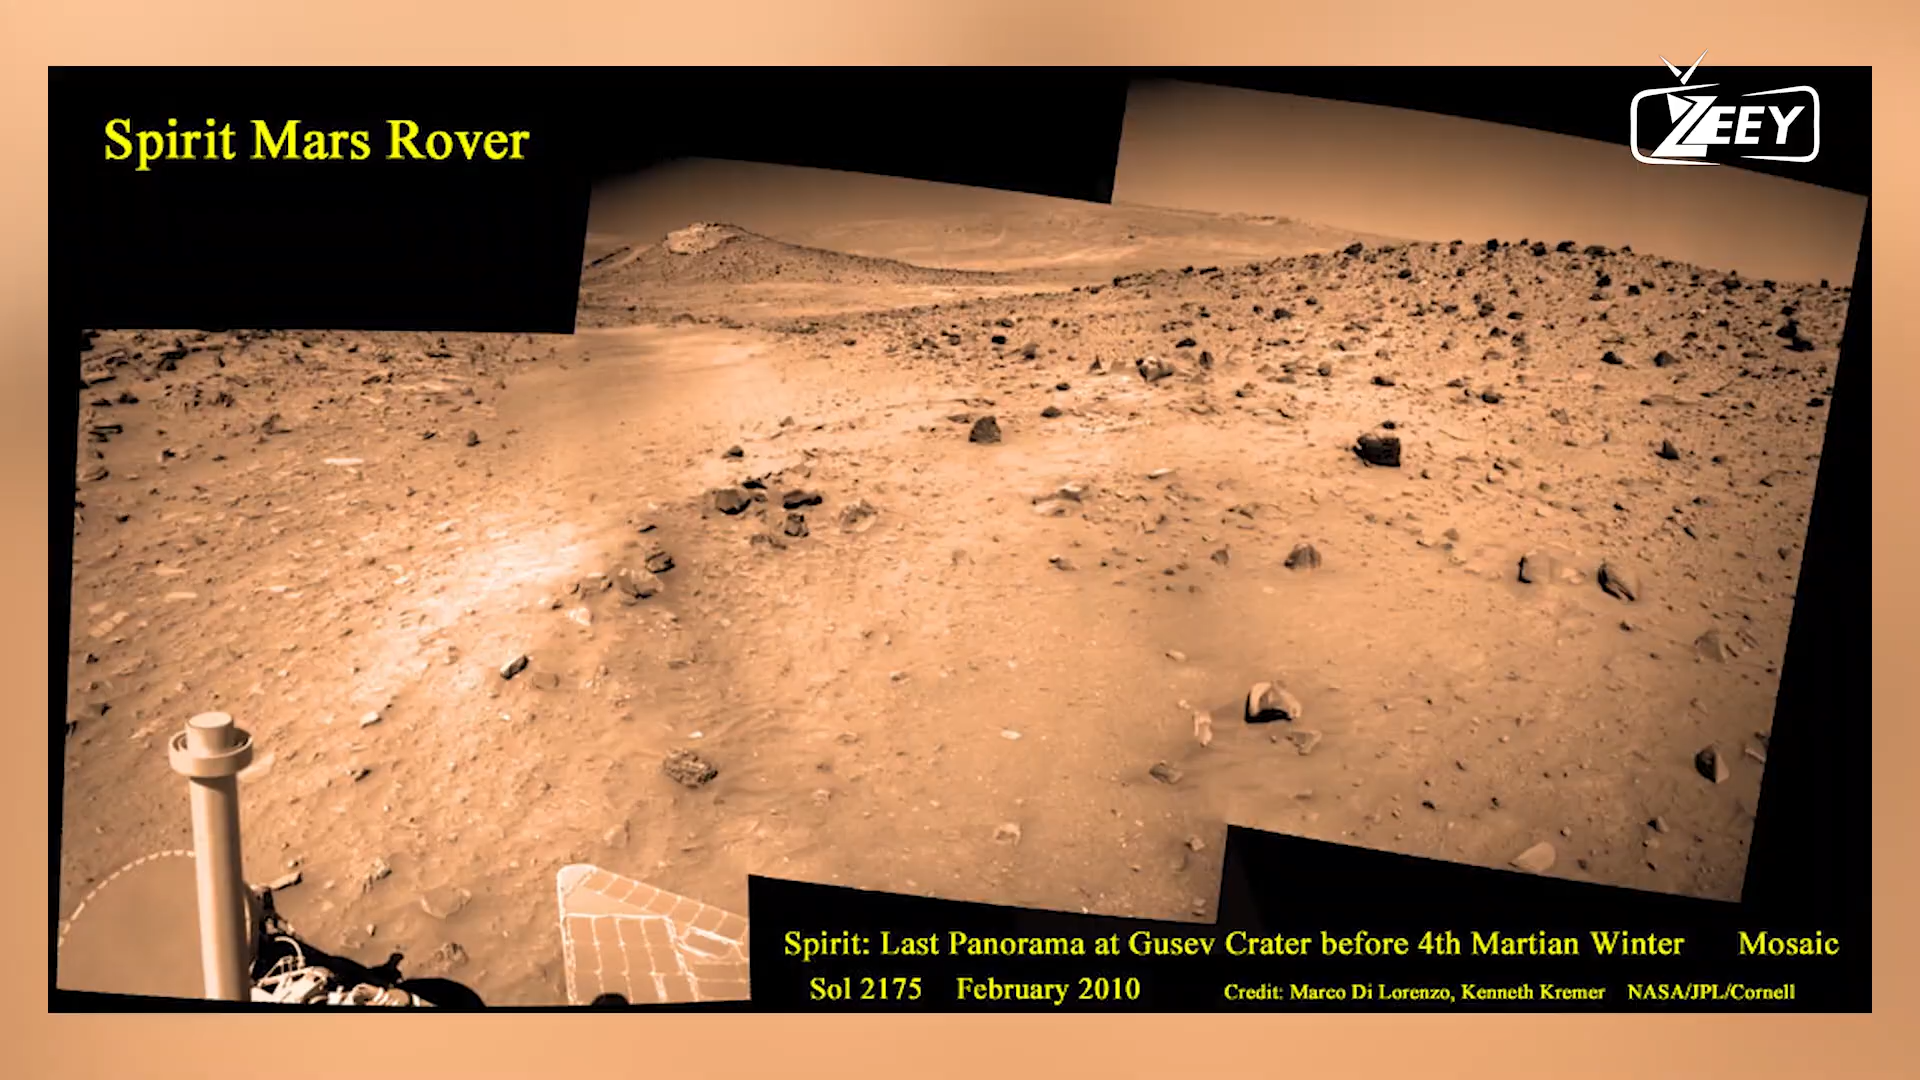 Spirit Mars Rover
ZEEY
Spirit: Last Panorama at Gusev Crater before 4th Martian Winter Mosaic
Sol 2175 February 2010 Credit: Marco Di Lorenzo, Kenneth Kremer NASA/JPL/Cornell